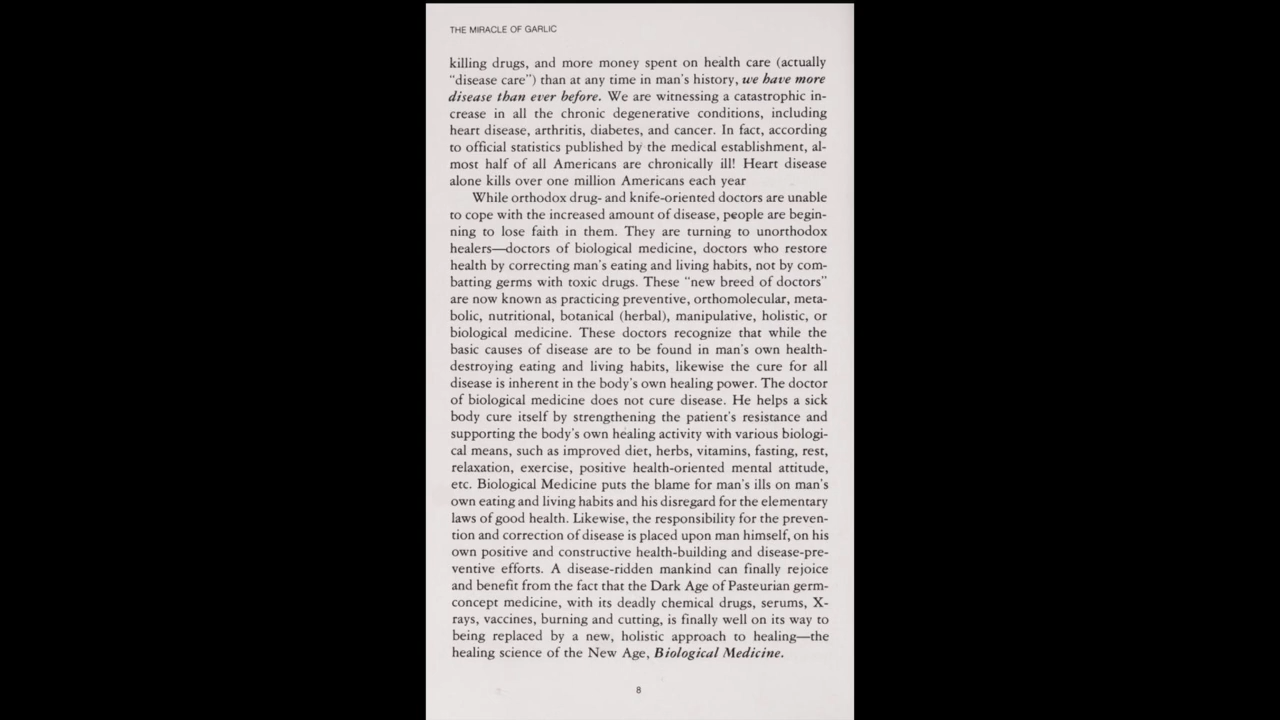 THE MIRACLE OF GARLIC
killing drugs, and more money spent on health care (actually
"disease care") than at any time in man's history, we have more
disease than ever before. We are witnessing a catastrophic in-
crease in all the chronic degenerative conditions, including
heart disease, arthritis, diabetes, and cancer. In fact, according
to official statistics published by the medical establishment, al-
most half of all Americans are chronically ill! Heart disease
alone kills over one million Americans each year
While orthodox drug- and knife-oriented doctors are unable
to cope with the increased amount of disease, people are begin-
ning to lose faith in them. They are turning to unorthodox
healers—doctors of biological medicine, doctors who restore
health by correcting man's eating and living habits, not by com-
batting germs with toxic drugs. These "new breed of doctors"
are now known as practicing preventive, orthomolecular, meta-
bolic, nutritional, botanical (herbal), manipulative, holistic, or
biological medicine. These doctors recognize that while the
basic causes of disease are to be found in man's own health-
destroying eating and living habits, likewise the cure for all
disease is inherent in the body's own healing power. The doctor
of biological medicine does not cure disease. He helps a sick
body cure itself by strengthening the patient's resistance and
supporting the body's own healing activity with various biologi-
cal means, such as improved diet, herbs, vitamins, fasting, rest,
relaxation, exercise, positive health-oriented mental attitude,
etc. Biological Medicine puts the blame for man's ills on man's
own eating and living habits and his disregard for the elementary
laws of good health. Likewise, the responsibility for the preven-
tion and correction of disease is placed upon man himself, on his
own positive and constructive health-building and disease-pre-
ventive efforts. A disease-ridden mankind can finally rejoice
and benefit from the fact that the Dark Age of Pasteurian germ-
concept medicine, with its deadly chemical drugs, serums, X-
rays, vaccines, burning and cutting, is finally well on its way to
being replaced by a new, holistic approach to healing—the
healing science of the New Age, Biological Medicine.
8